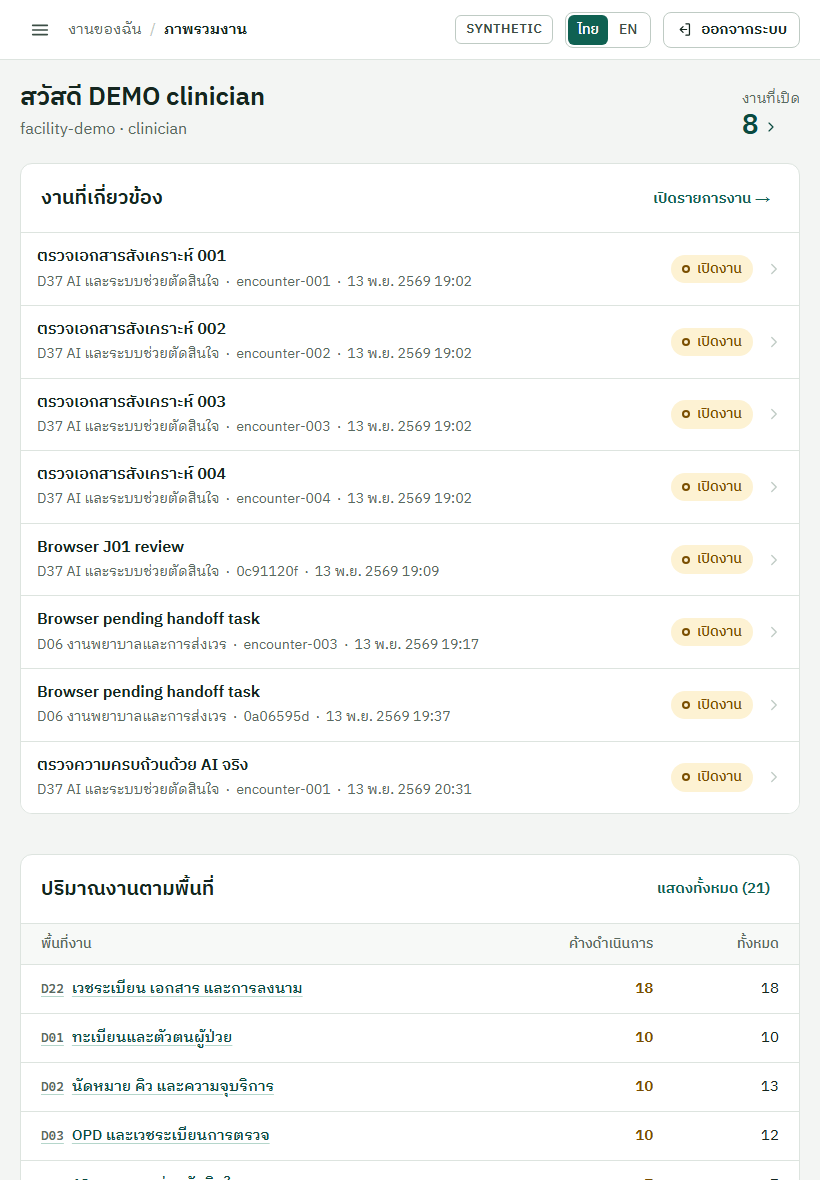 งานของฉัน / ภาพรวมงาน
SYNTHETIC ไทย EN ออกจากระบบ
สวัสดี DEMO clinician
facility-demo · clinician
งานที่เปิด
8
งานที่เกี่ยวข้อง เปิดรายการงาน →
ตรวจเอกสารสังเคราะห์ 001
D37 AI และระบบช่วยตัดสินใจ · encounter-001 · 13 พ.ย. 2569 19:02
เปิดงาน
ตรวจเอกสารสังเคราะห์ 002
D37 AI และระบบช่วยตัดสินใจ · encounter-002 · 13 พ.ย. 2569 19:02
เปิดงาน
ตรวจเอกสารสังเคราะห์ 003
D37 AI และระบบช่วยตัดสินใจ · encounter-003 · 13 พ.ย. 2569 19:02
เปิดงาน
ตรวจเอกสารสังเคราะห์ 004
D37 AI และระบบช่วยตัดสินใจ · encounter-004 · 13 พ.ย. 2569 19:02
เปิดงาน
Browser J01 review
D37 AI และระบบช่วยตัดสินใจ · 0c91120f · 13 พ.ย. 2569 19:09
เปิดงาน
Browser pending handoff task
D06 งานพยาบาลและการส่งเวร · encounter-003 · 13 พ.ย. 2569 19:17
เปิดงาน
Browser pending handoff task
D06 งานพยาบาลและการส่งเวร · 0a06595d · 13 พ.ย. 2569 19:37
เปิดงาน
ตรวจความครบถ้วนด้วย AI จริง
D37 AI และระบบช่วยตัดสินใจ · encounter-001 · 13 พ.ย. 2569 20:31
เปิดงาน
ปริมาณงานตามพื้นที่ แสดงทั้งหมด (21)
พื้นที่งาน ค้างดำเนินการ ทั้งหมด
D22 เวชระเบียน เอกสาร และการลงนาม 18 18
D01 ทะเบียนและตัวตนผู้ป่วย 10 10
D02 นัดหมาย คิว และความจุบริการ 10 13
D03 OPD และเวชระเบียนการตรวจ 10 12